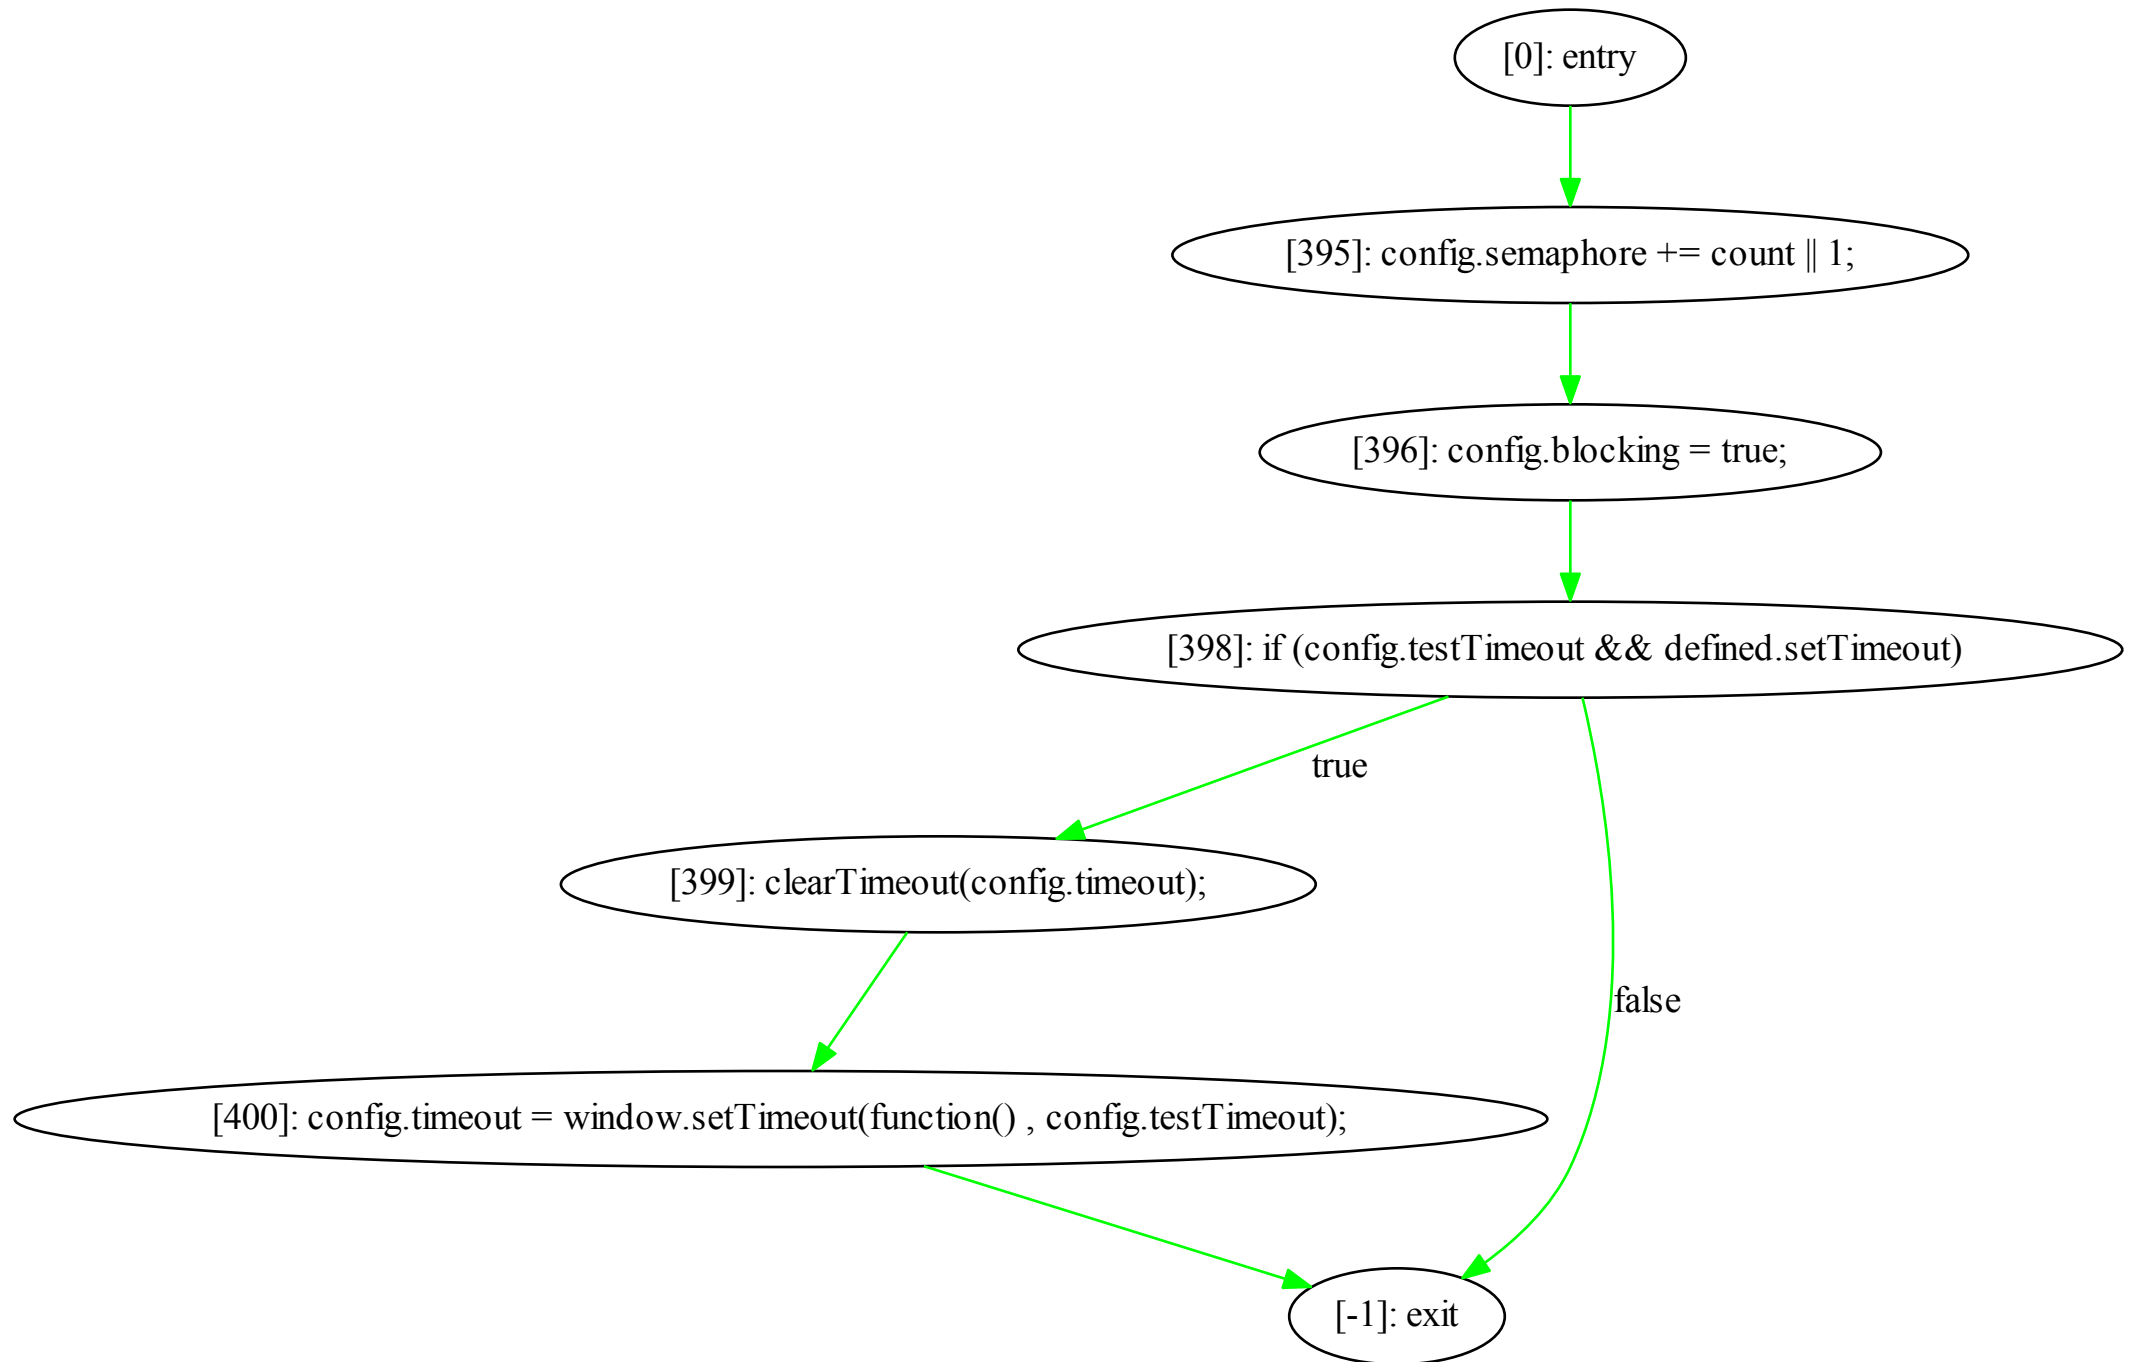 [0]: entry
[395]: config.semaphore += count || 1;
[396]: config.blocking = true;
[398]: if (config.testTimeout && defined.setTimeout)
true
[399]: clearTimeout(config.timeout);
false
[400]: config.timeout = window.setTimeout(function() , config.testTimeout);
[-1]: exit